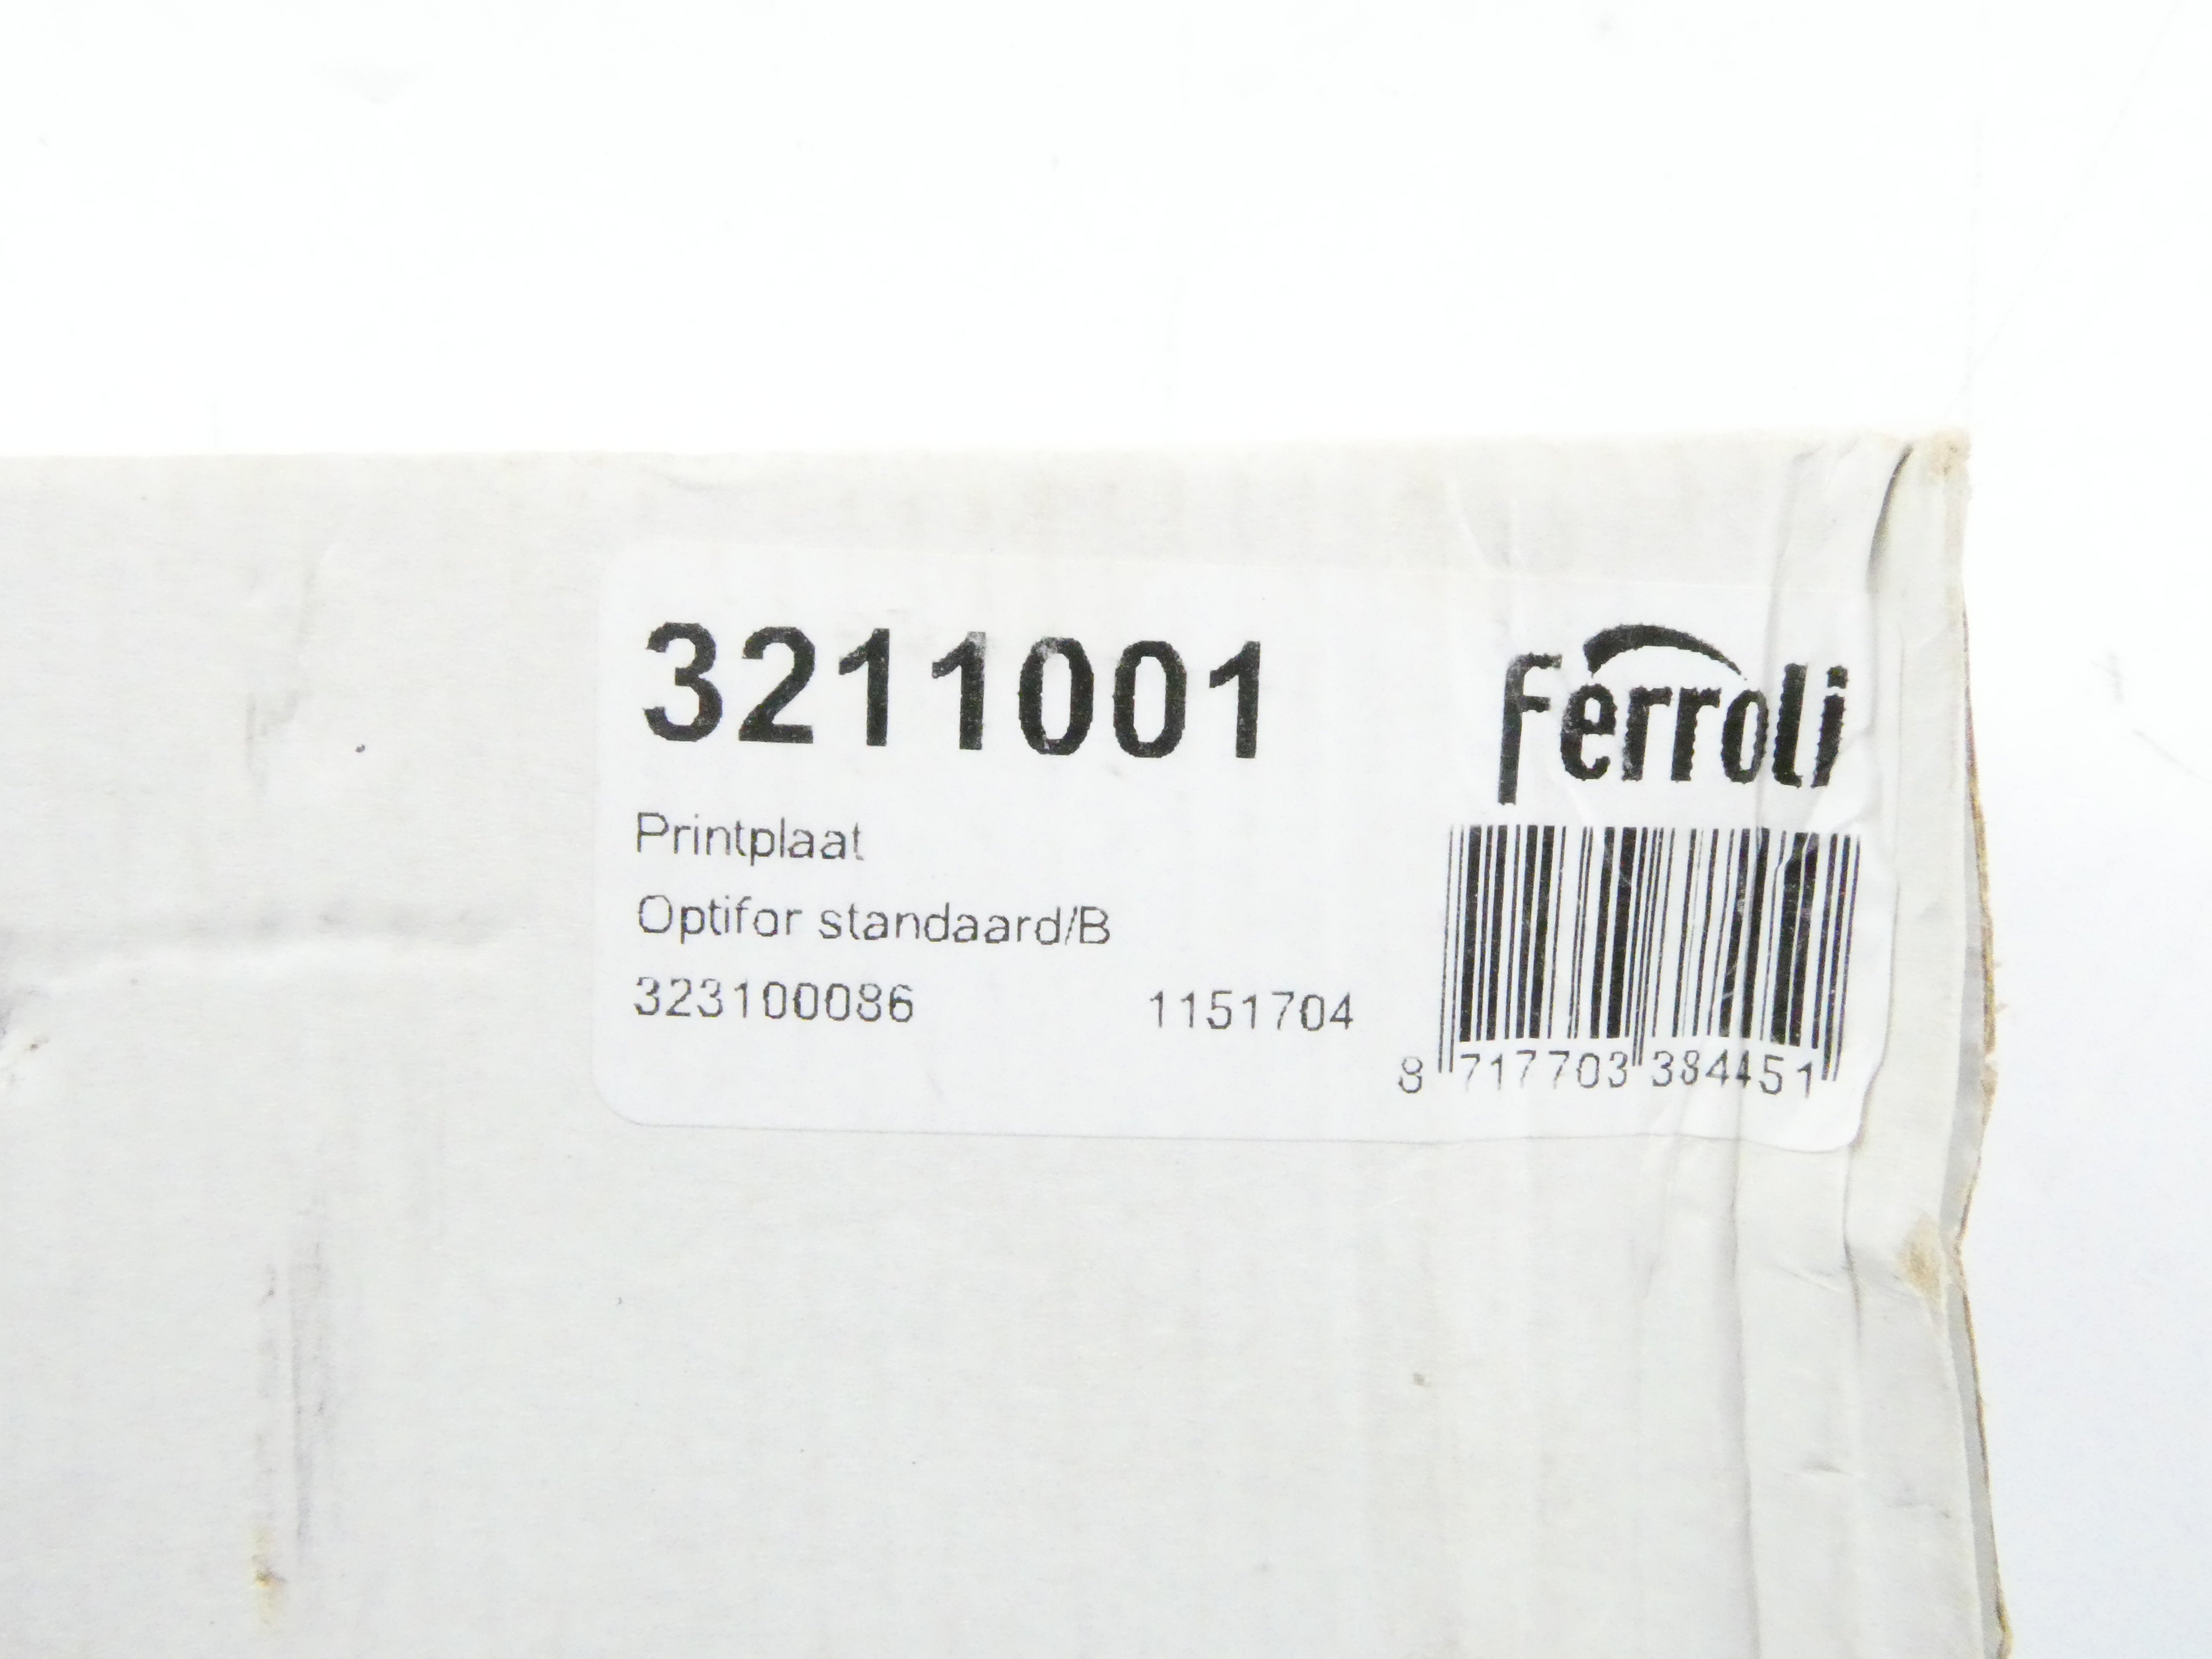 3211001
ferroli
Printplaat
Optifor standaard/B
323100086 1151704
8 717703 384451